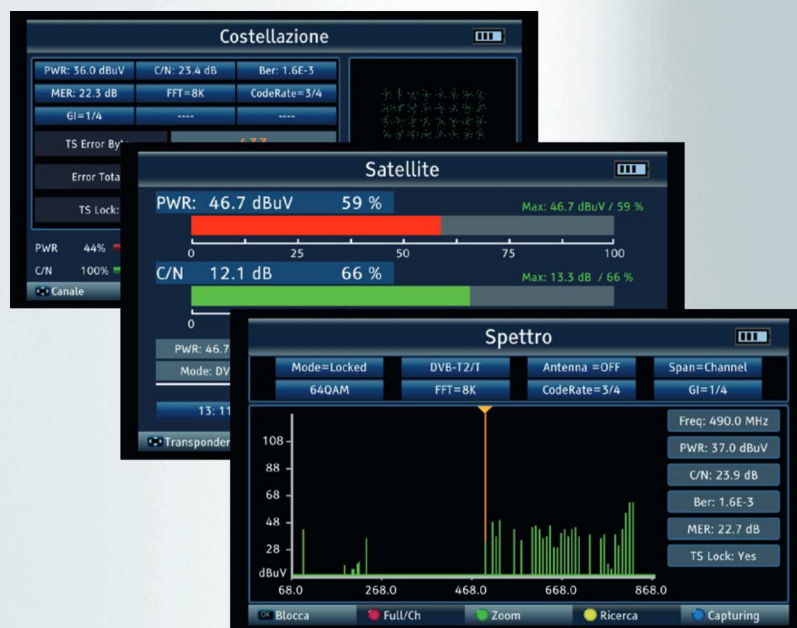 Costellazione
PWR: 36.0 dBuV C/N: 23.4 dB Ber: 1.6E-3
MER: 22.3 dB FFT=8K CodeRate=3/4
GI=1/4 ---- ----
TS Error
Error
TS Lock:
PWR 44%
C/N 100%
Canale
Satellite
PWR: 46.7 dBuV 59 % Max: 46.7 dBuV / 59 %
0 25 50 75 100
C/N 12.1 dB 66 % Max: 13.3 dB / 66 %
0
PWR: 46.7
Mode:
13: 11
Transponder
Spettro
Mode=Locked DVB-T2/T Antenna =OFF Span=Channel
64QAM FFT=8K CodeRate=3/4 GI=1/4
Freq: 490.0 MHz
PWR: 37.0 dBuV
C/N: 23.9 dB
Ber: 1.6E-3
MER: 22.7 dB
TS Lock: Yes
108
88
68
48
28
dBuV
68.0 268.0 468.0 668.0 868.0
OK Blocca Full/Ch Zoom Ricerca Capturing